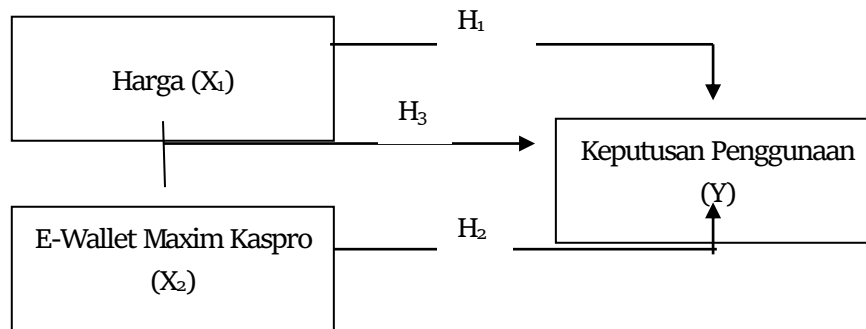 H₁
Harga (X₁)
H₃
Keputusan Penggunaan
(Y)
E-Wallet Maxim Kaspro
(X₂)
H₂